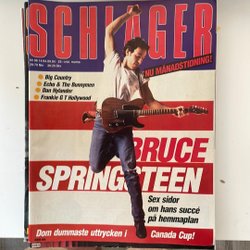 SCHLAGER
NU MÅNADSTIDNING!
Big Country
Echo & The Bunnymen
Dan Hylander
Frankie G T Hollywood
BRUCE
SPRINGSTEEN
Sex sidor
om hans succé
på hemmaplan
Dom dummaste uttrycken i
Canada Cup!